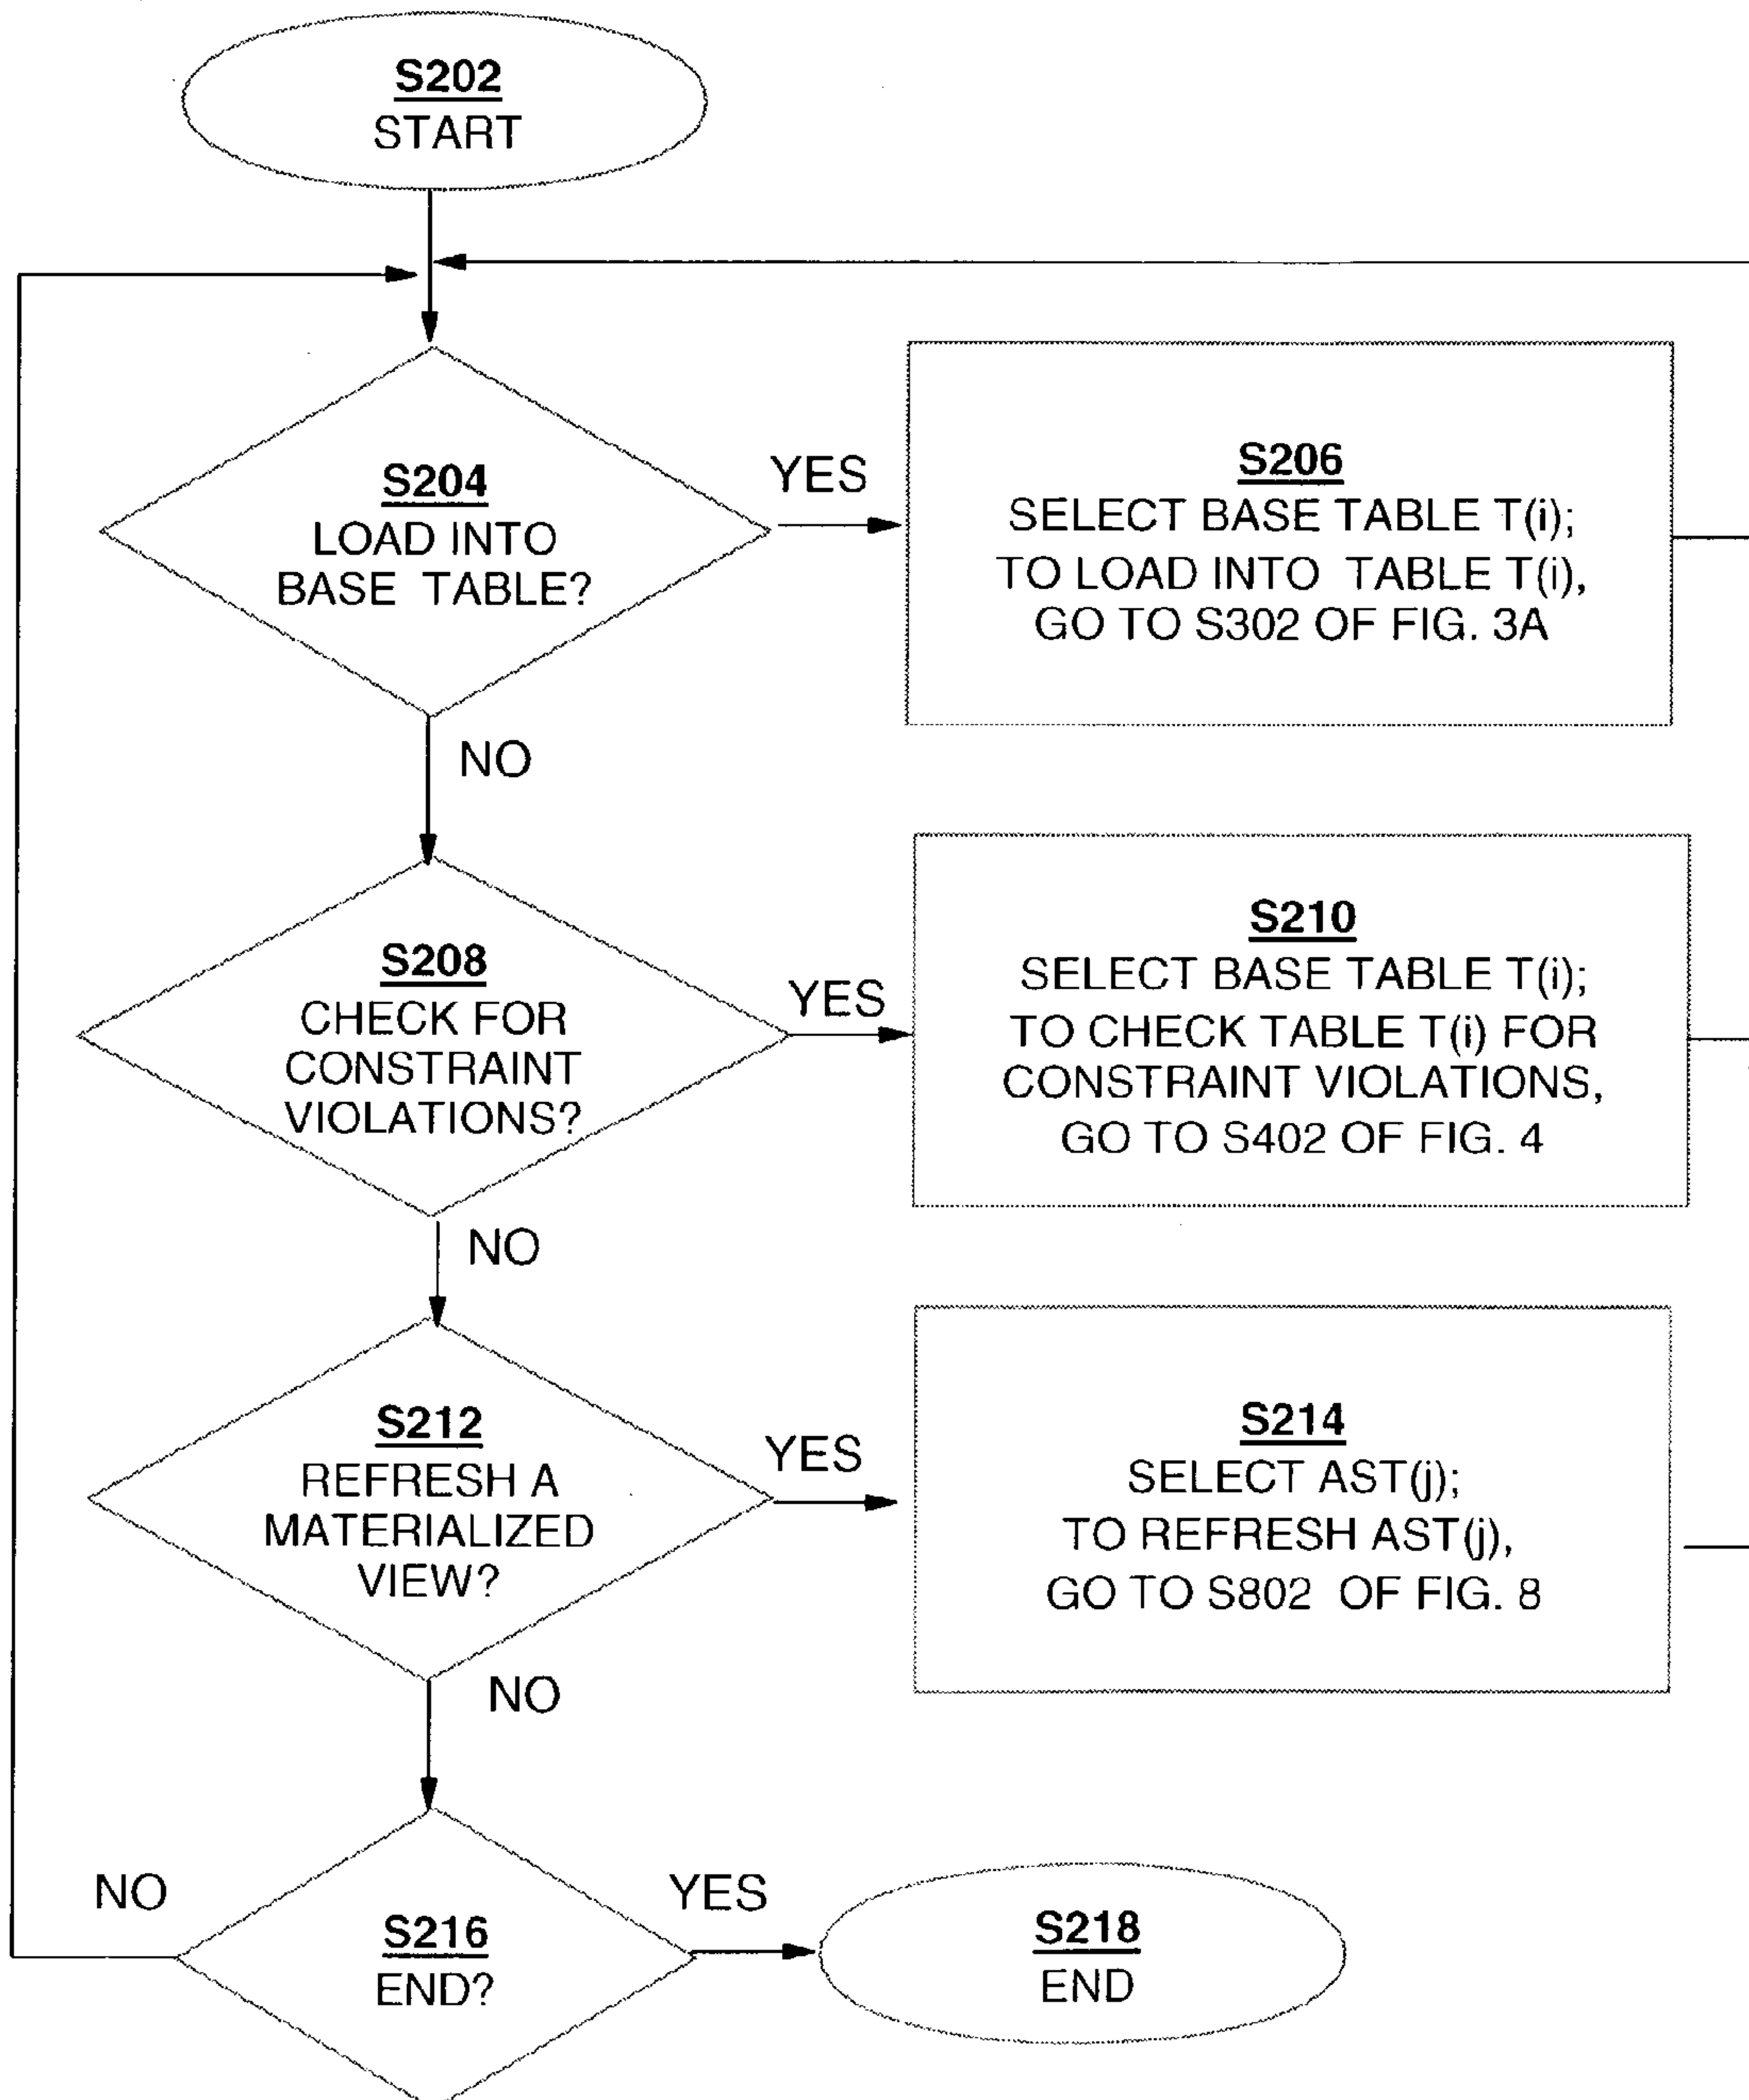 S202
START
S204
LOAD INTO
BASE TABLE?
YES
S206
SELECT BASE TABLE T(i);
TO LOAD INTO TABLE T(i),
GO TO S302 OF FIG. 3A
NO
S208
CHECK FOR
CONSTRAINT
VIOLATIONS?
YES
S210
SELECT BASE TABLE T(i);
TO CHECK TABLE T(i) FOR
CONSTRAINT VIOLATIONS,
GO TO S402 OF FIG. 4
NO
S212
REFRESH A
MATERIALIZED
VIEW?
YES
S214
SELECT AST(j);
TO REFRESH AST(j),
GO TO S802 OF FIG. 8
NO
S216
END?
NO
YES
S218
END